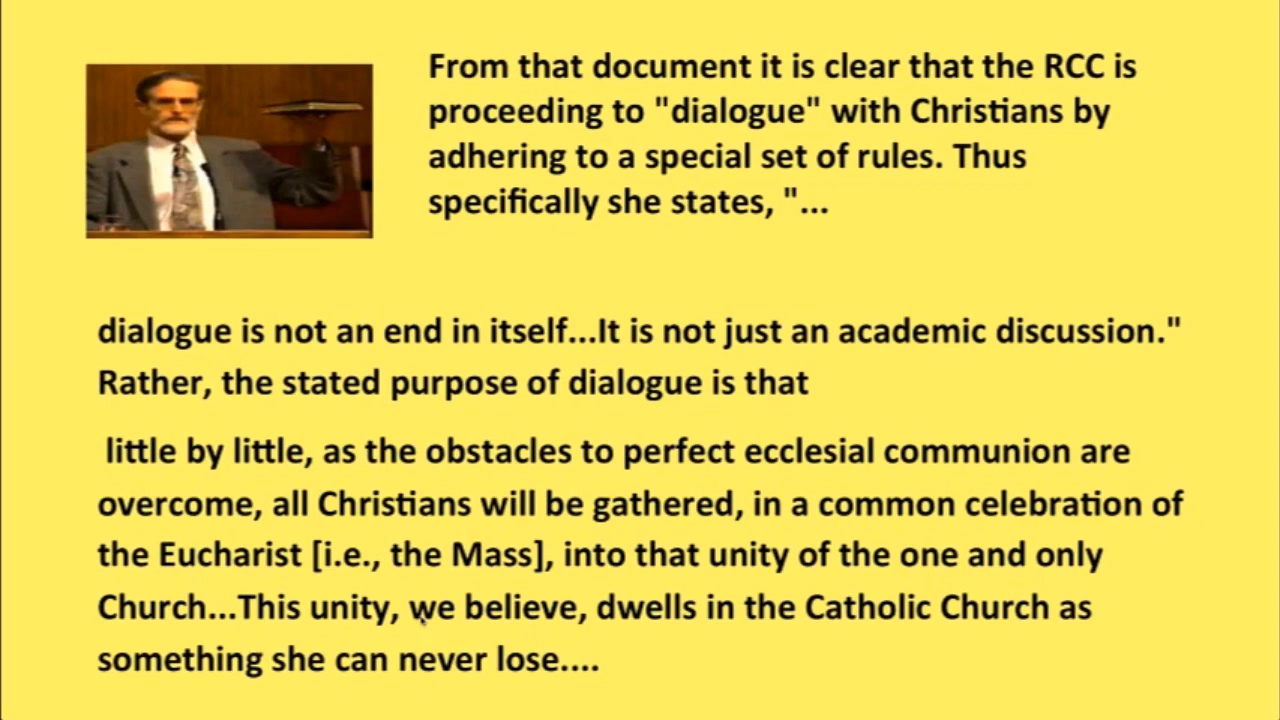 From that document it is clear that the RCC is
proceeding to "dialogue" with Christians by
adhering to a special set of rules. Thus
specifically she states, "...
dialogue is not an end in itself...It is not just an academic discussion."
Rather, the stated purpose of dialogue is that
little by little, as the obstacles to perfect ecclesial communion are
overcome, all Christians will be gathered, in a common celebration of
the Eucharist [i.e., the Mass], into that unity of the one and only
Church...This unity, we believe, dwells in the Catholic Church as
something she can never lose....